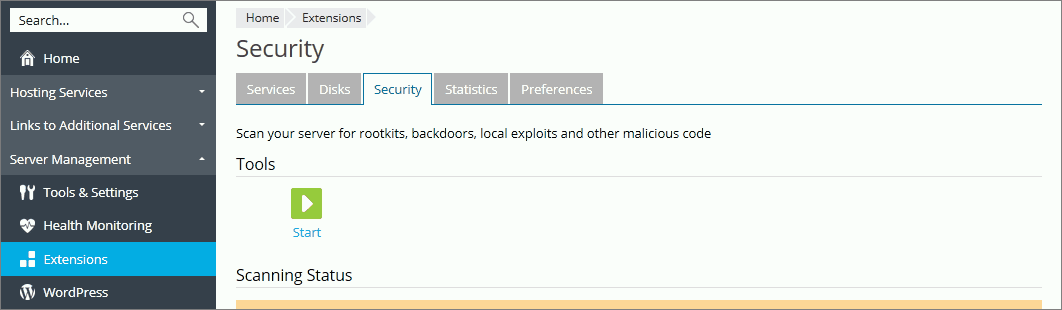 Search...
Home
Hosting Services
Links to Additional Services
Server Management
Tools & Settings
Health Monitoring
Extensions
WordPress
Home Extensions
Security
Services Disks Security Statistics Preferences
Scan your server for rootkits, backdoors, local exploits and other malicious code
Tools
Start
Scanning Status